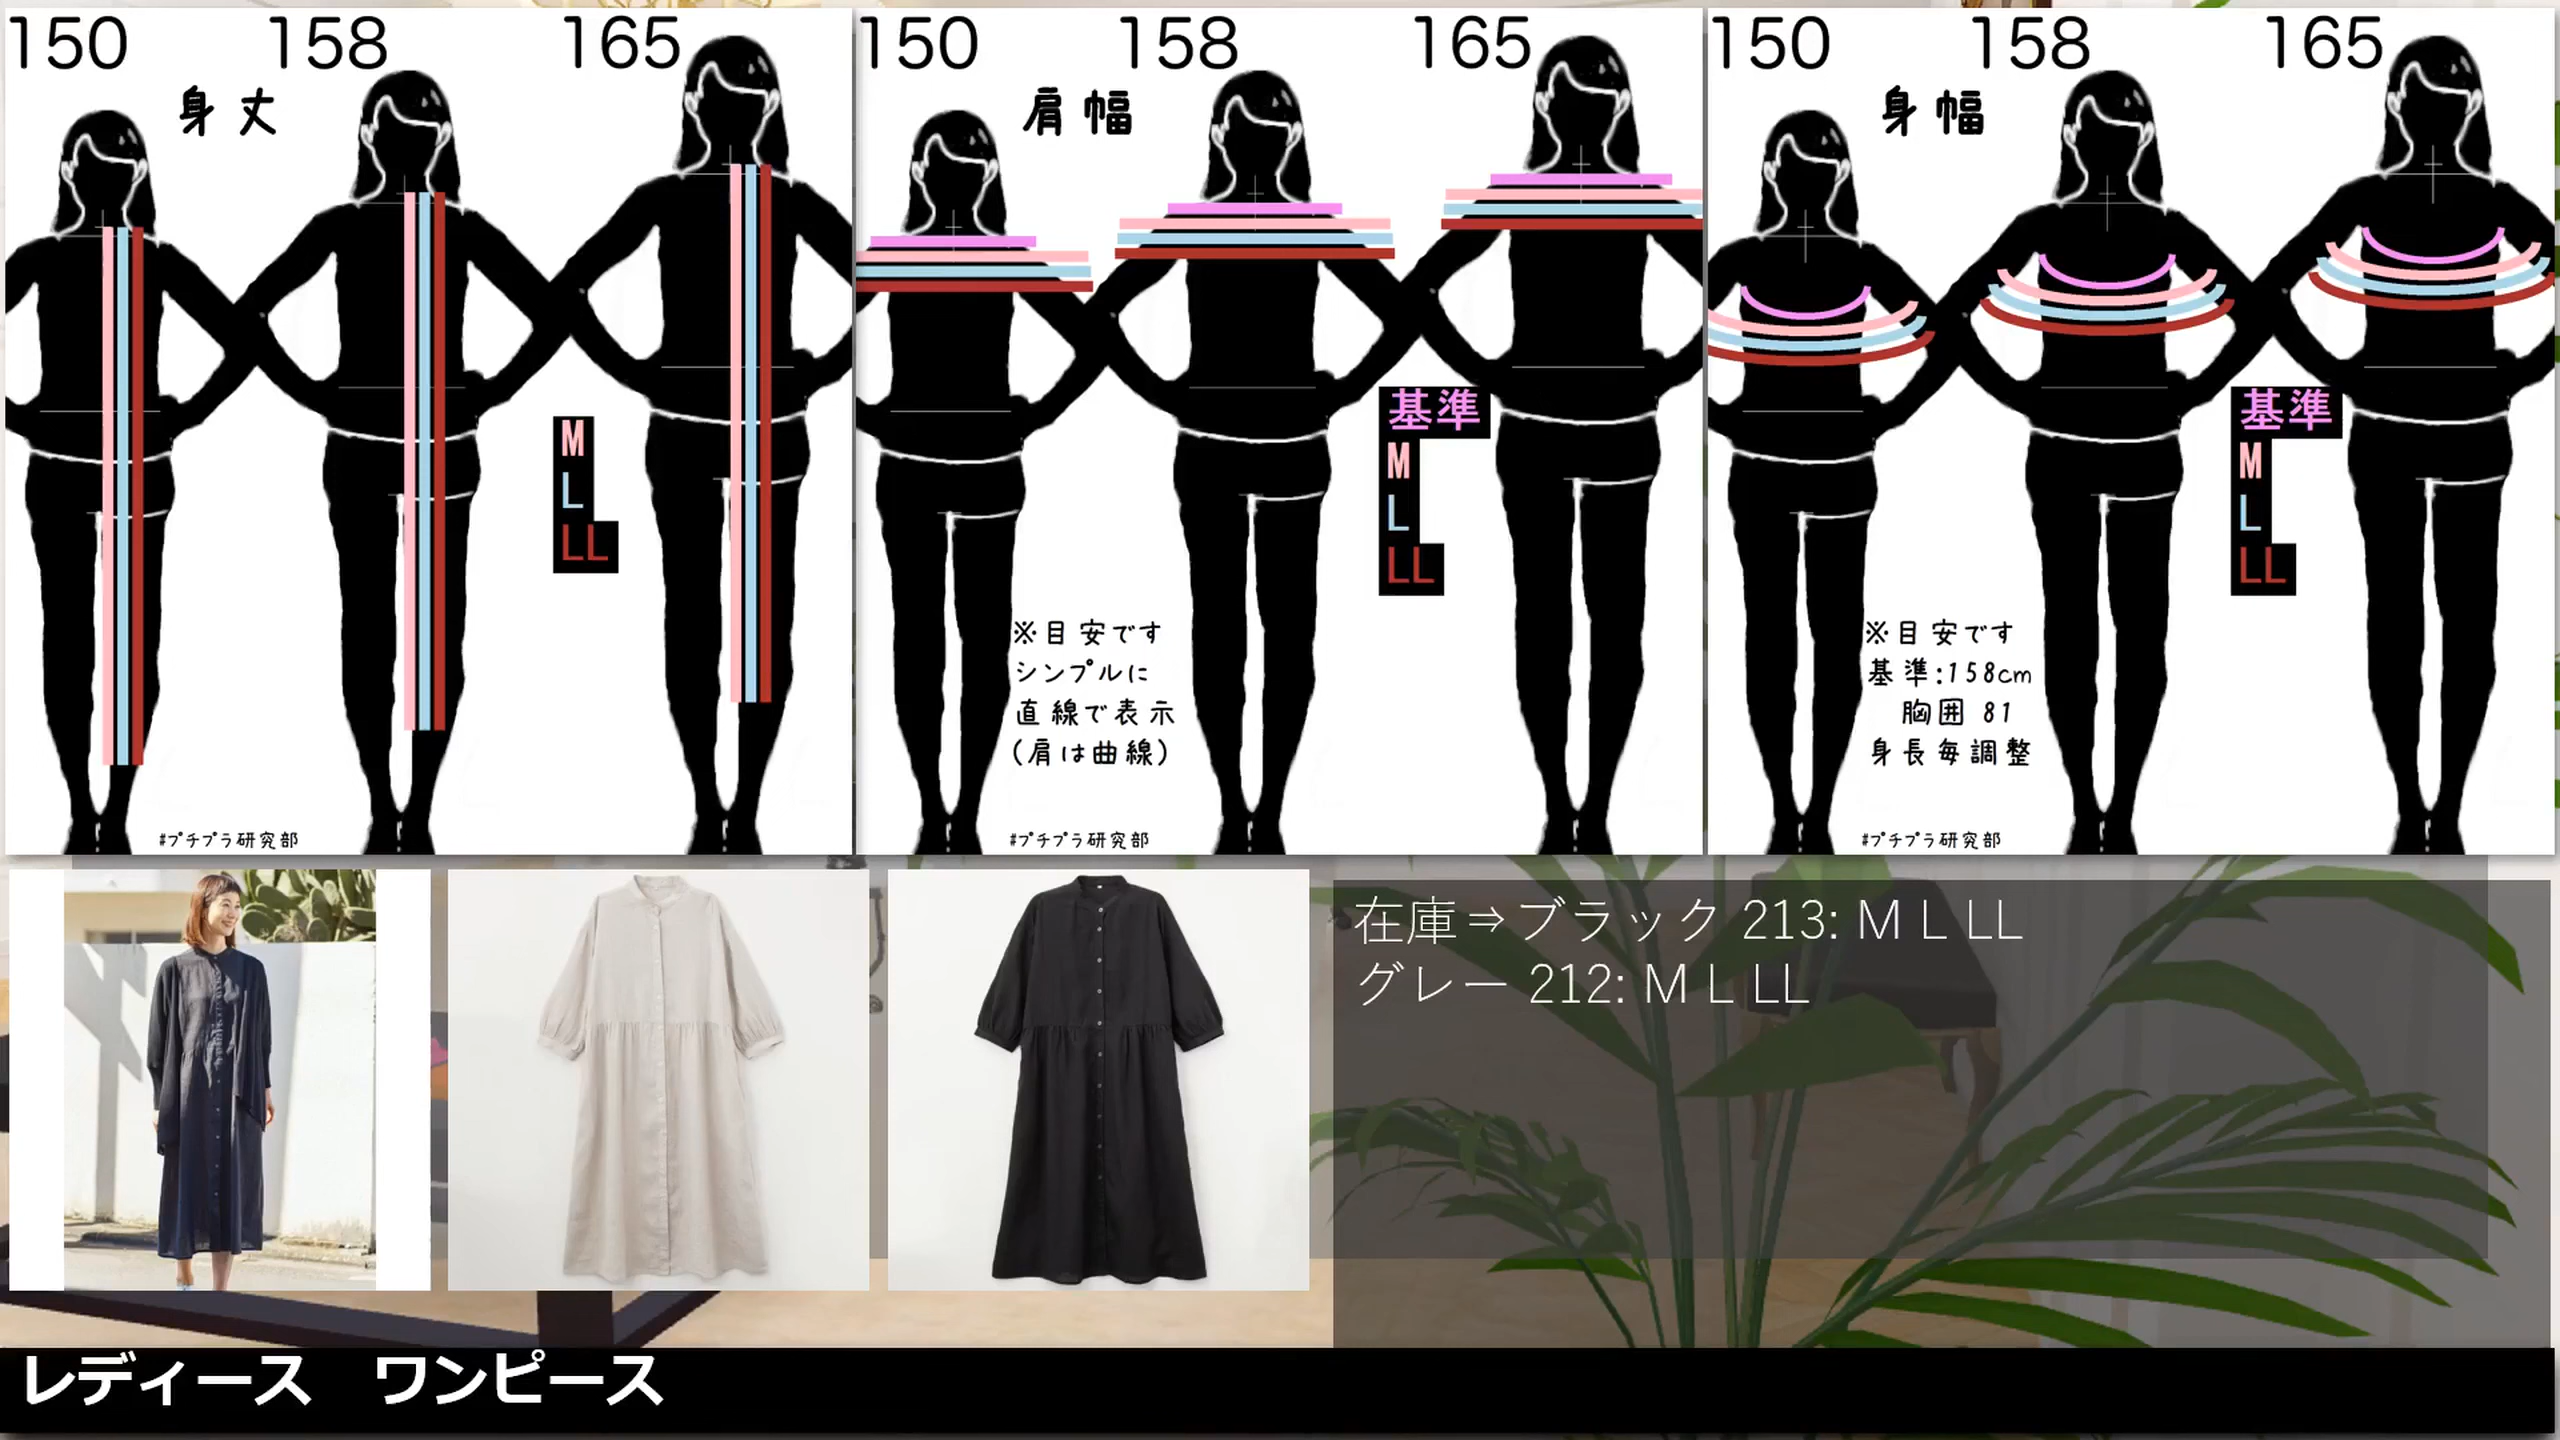 150 158 165
身丈
M
L
LL
#プチプラ研究部
150 158 165
肩幅
基準
M
L
LL
※目安です
シンプルに
直線で表示
(肩は曲線)
#プチプラ研究部
150 158 165
身幅
基準
M
L
LL
※目安です
基準:158cm
胸囲 81
身長毎調整
#プチプラ研究部
在庫⇒ブラック 213: M L LL
グレー 212: M L LL
レディース　ワンピース